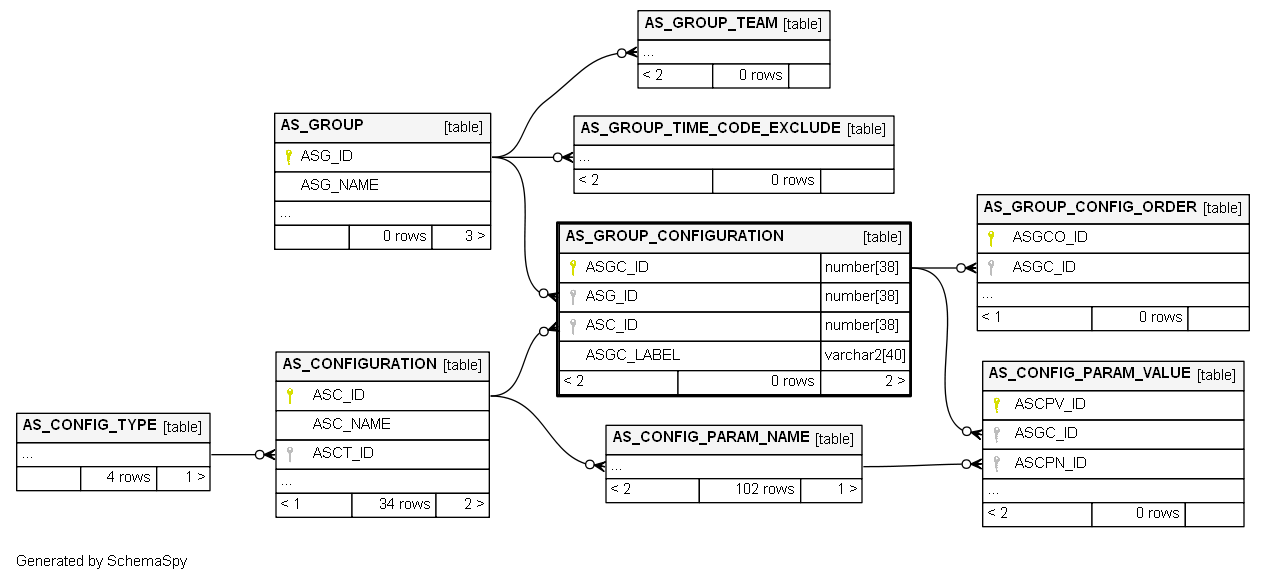 AS_GROUP_TEAM [table]
...
< 2 0 rows
AS_GROUP [table]
ASG_ID
ASG_NAME
...
0 rows 3 >
AS_GROUP_TIME_CODE_EXCLUDE [table]
...
< 2 0 rows
AS_GROUP_CONFIGURATION [table]
ASGC_ID number[38]
ASG_ID number[38]
ASC_ID number[38]
ASGC_LABEL varchar2[40]
< 2 0 rows 2 >
AS_GROUP_CONFIG_ORDER [table]
ASGCO_ID
ASGC_ID
...
< 1 0 rows
AS_CONFIGURATION [table]
ASC_ID
ASC_NAME
ASCT_ID
...
< 1 34 rows 2 >
AS_CONFIG_PARAM_VALUE [table]
ASCPV_ID
ASGC_ID
ASCPN_ID
...
< 2 0 rows
AS_CONFIG_TYPE [table]
...
4 rows 1 >
AS_CONFIG_PARAM_NAME [table]
...
< 2 102 rows 1 >
Generated by SchemaSpy